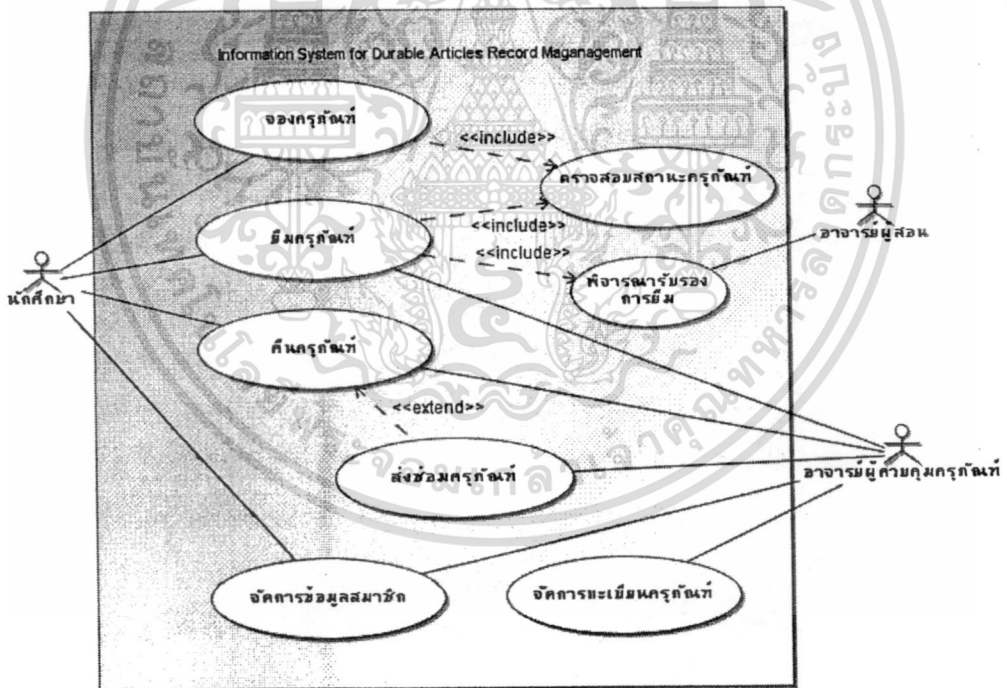 Information System for Durable Articles Record Maganagement
จองครุภัณฑ์
<<include>>
ตรวจสอบสถานะครุภัณฑ์
ยืมครุภัณฑ์
<<include>>
<<include>>
อาจารย์ผู้สอน
พิจารณารับรอง
การยืม
นักศึกษา
คืนครุภัณฑ์
<<extend>>
ส่งซ่อมครุภัณฑ์
อาจารย์ผู้ควบคุมครุภัณฑ์
จัดการข้อมูลสมาชิก
จัดการทะเบียนครุภัณฑ์